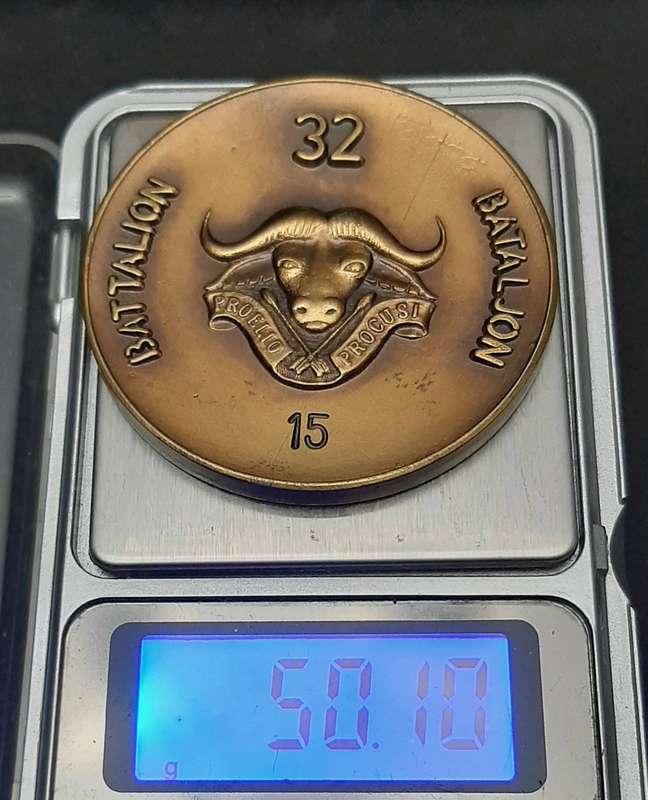 32
BATTALION
BATALJON
PROELIO PROCUSI
15
50.10
g